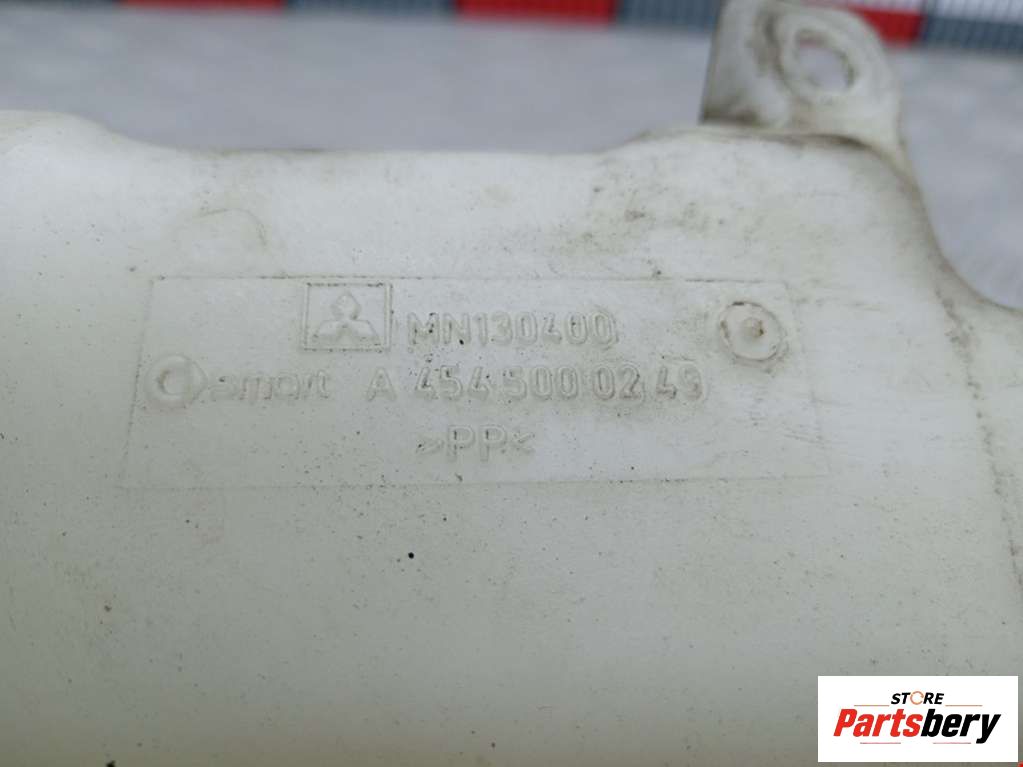 MN130400
smart A 454 500 02 49
>PP<
STORE
Partsbery